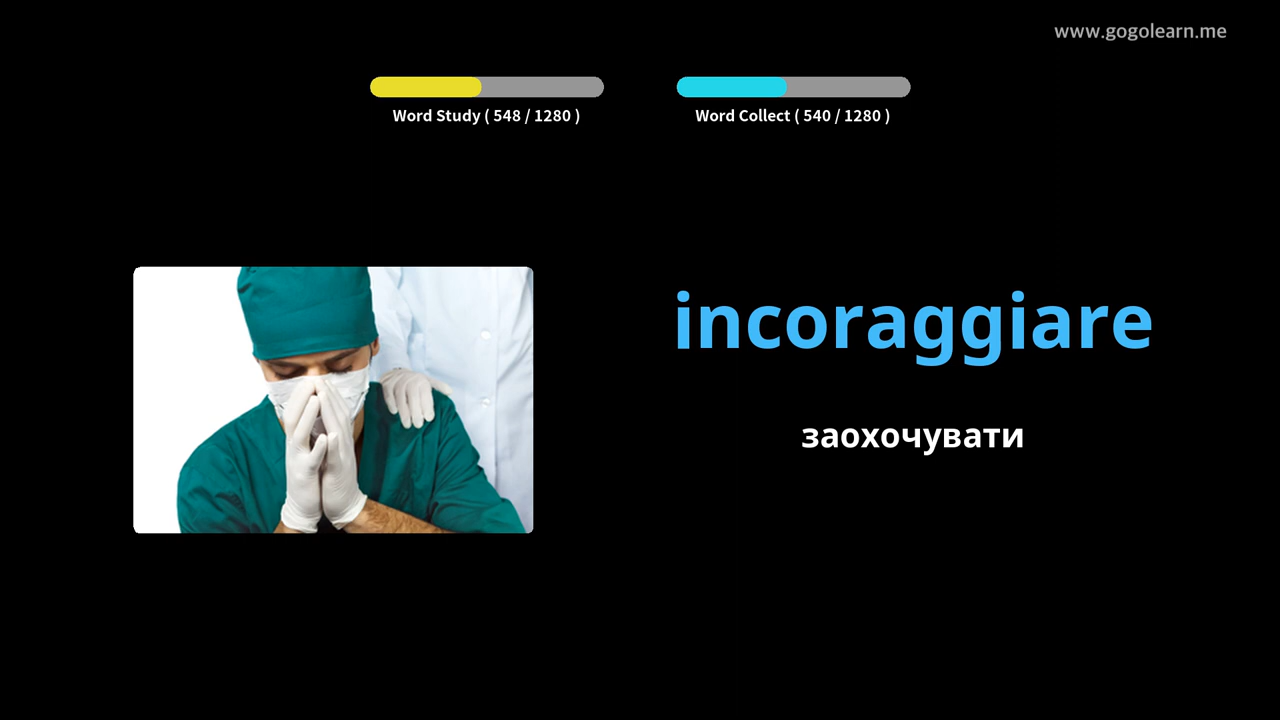 www.gogolearn.me
Word Study ( 548 / 1280 )
Word Collect ( 540 / 1280 )
incoraggiare
заохочувати